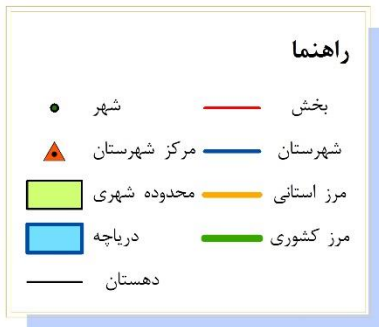 راهنما
بخش شهر
شهرستان مرکز شهرستان
مرز استانی محدوده شهری
مرز کشوری دریاچه
دهستان